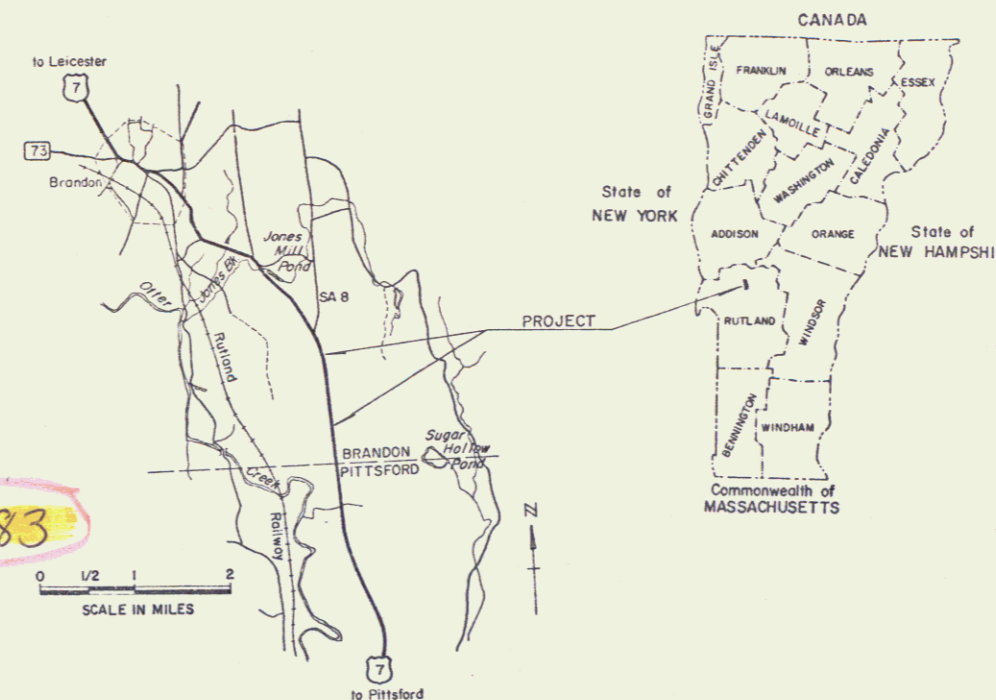 to Leicester
7
73
Brandon
Jones
Mill
Pond
Jones Bk
Otter
SA 8
Rutland
PROJECT
BRANDON
PITTSFORD
Sugar
Hollow
Pond
Creek
Railway
83
0 1/2 1 2
SCALE IN MILES
7
to Pittsford
CANADA
GRAND ISLE
FRANKLIN
ORLEANS
ESSEX
LAMOILLE
CHITTENDEN
WASHINGTON
CALEDONIA
State of
NEW YORK
ADDISON
ORANGE
State of
NEW HAMPSHI
RUTLAND
WINDSOR
BENNINGTON
WINDHAM
Commonwealth of
MASSACHUSETTS